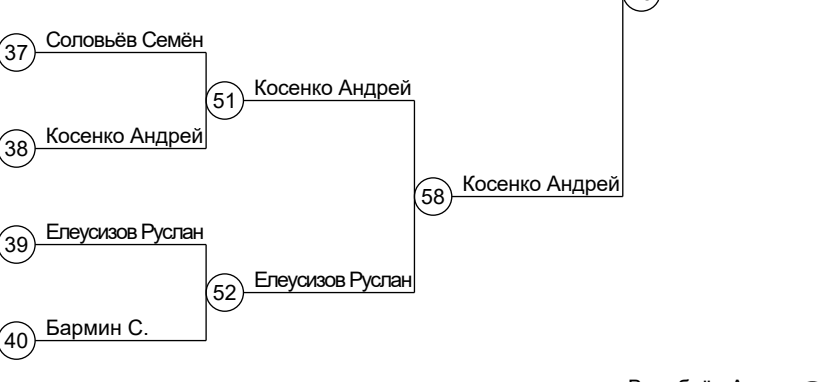 37 Соловьёв Семён
51 Косенко Андрей
38 Косенко Андрей
58 Косенко Андрей
39 Елеусизов Руслан
52 Елеусизов Руслан
40 Бармин С.